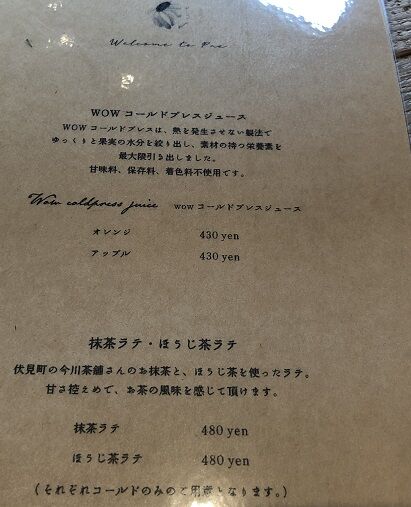 Welcome to Pre
WOWコールドプレスジュース
WOWコールドプレスは、熱を発生させない製法で
ゆっくりと果実の水分を絞り出し、素材の持つ栄養素を
最大限引き出しました。
甘味料、保存料、着色料不使用です。
Wow coldpress juice wowコールドプレスジュース
オレンジ 430 yen
アップル 430 yen
抹茶ラテ・ほうじ茶ラテ
伏見町の今川茶舗さんのお抹茶と、ほうじ茶を使ったラテ。
甘さ控えめで、お茶の風味を感じて頂けます。
抹茶ラテ 480 yen
ほうじ茶ラテ 480 yen
(それぞれコールドのみのご用意となります。)